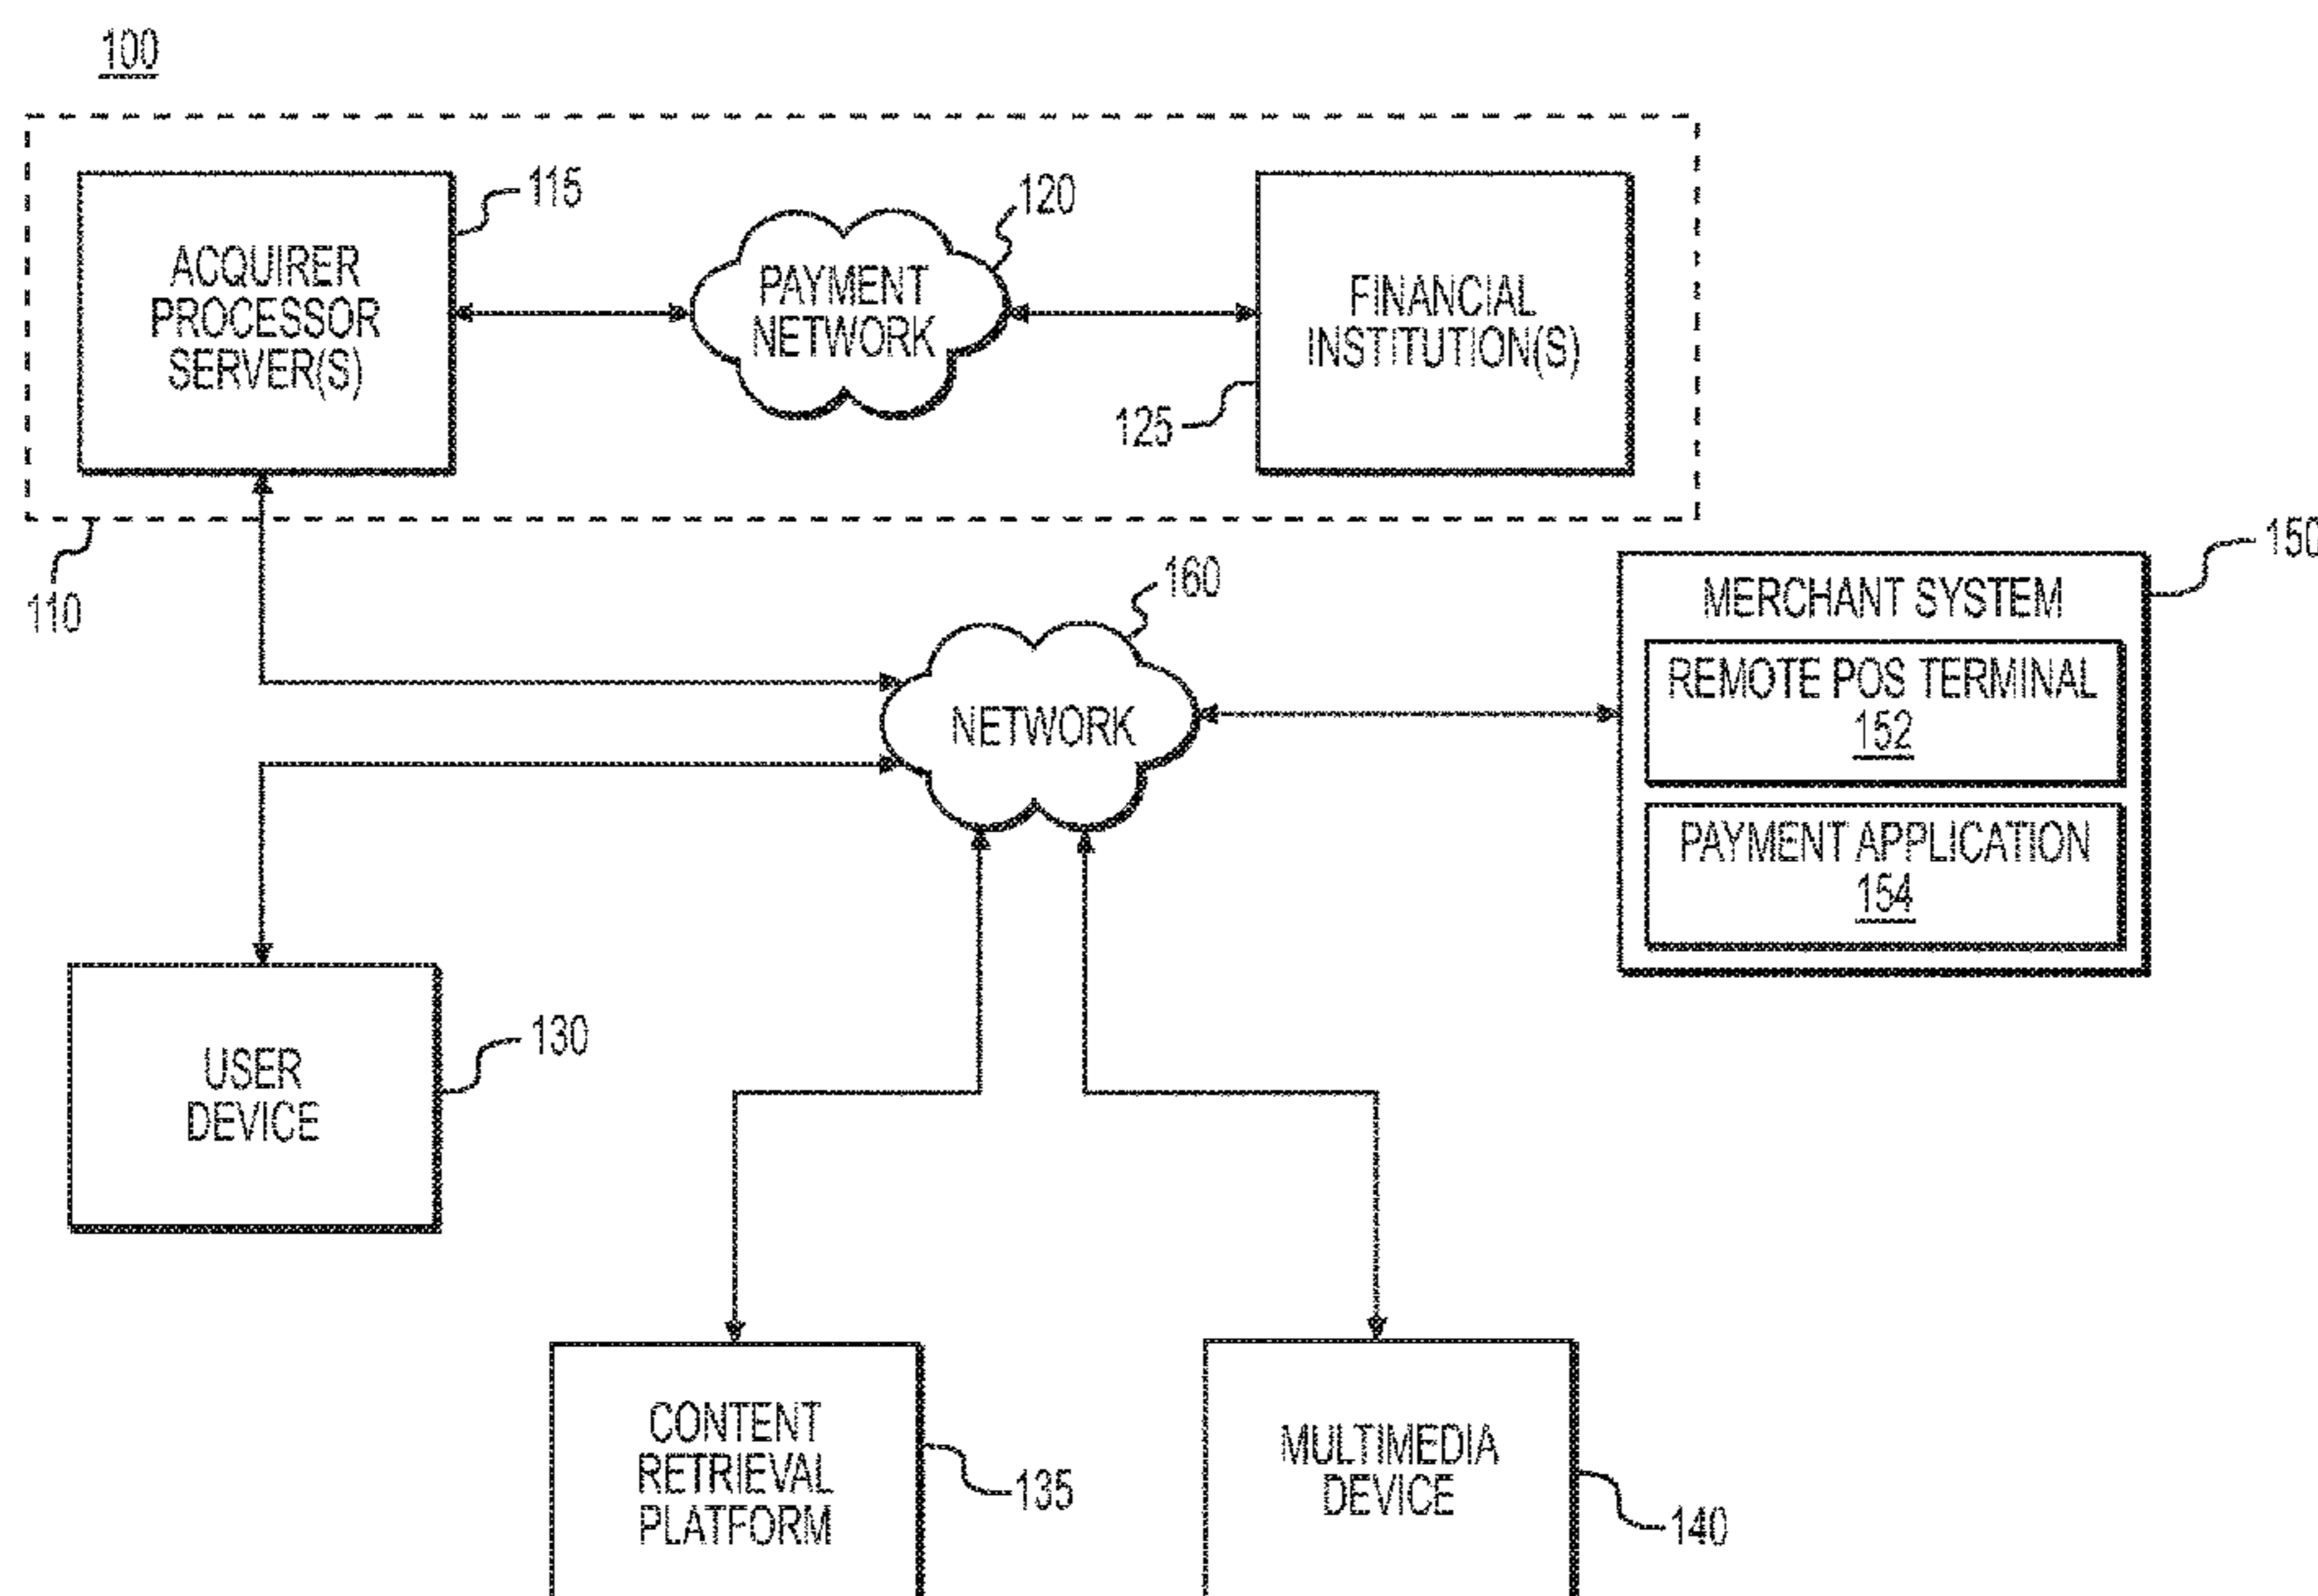 100
ACQUIRER
PROCESSOR
SERVER(S)
115
PAYMENT
NETWORK
120
FINANCIAL
INSTITUTION(S)
125
110
160
NETWORK
150
MERCHANT SYSTEM
REMOTE POS TERMINAL
152
PAYMENT APPLICATION
154
USER
DEVICE
130
CONTENT
RETRIEVAL
PLATFORM
135
MULTIMEDIA
DEVICE
140